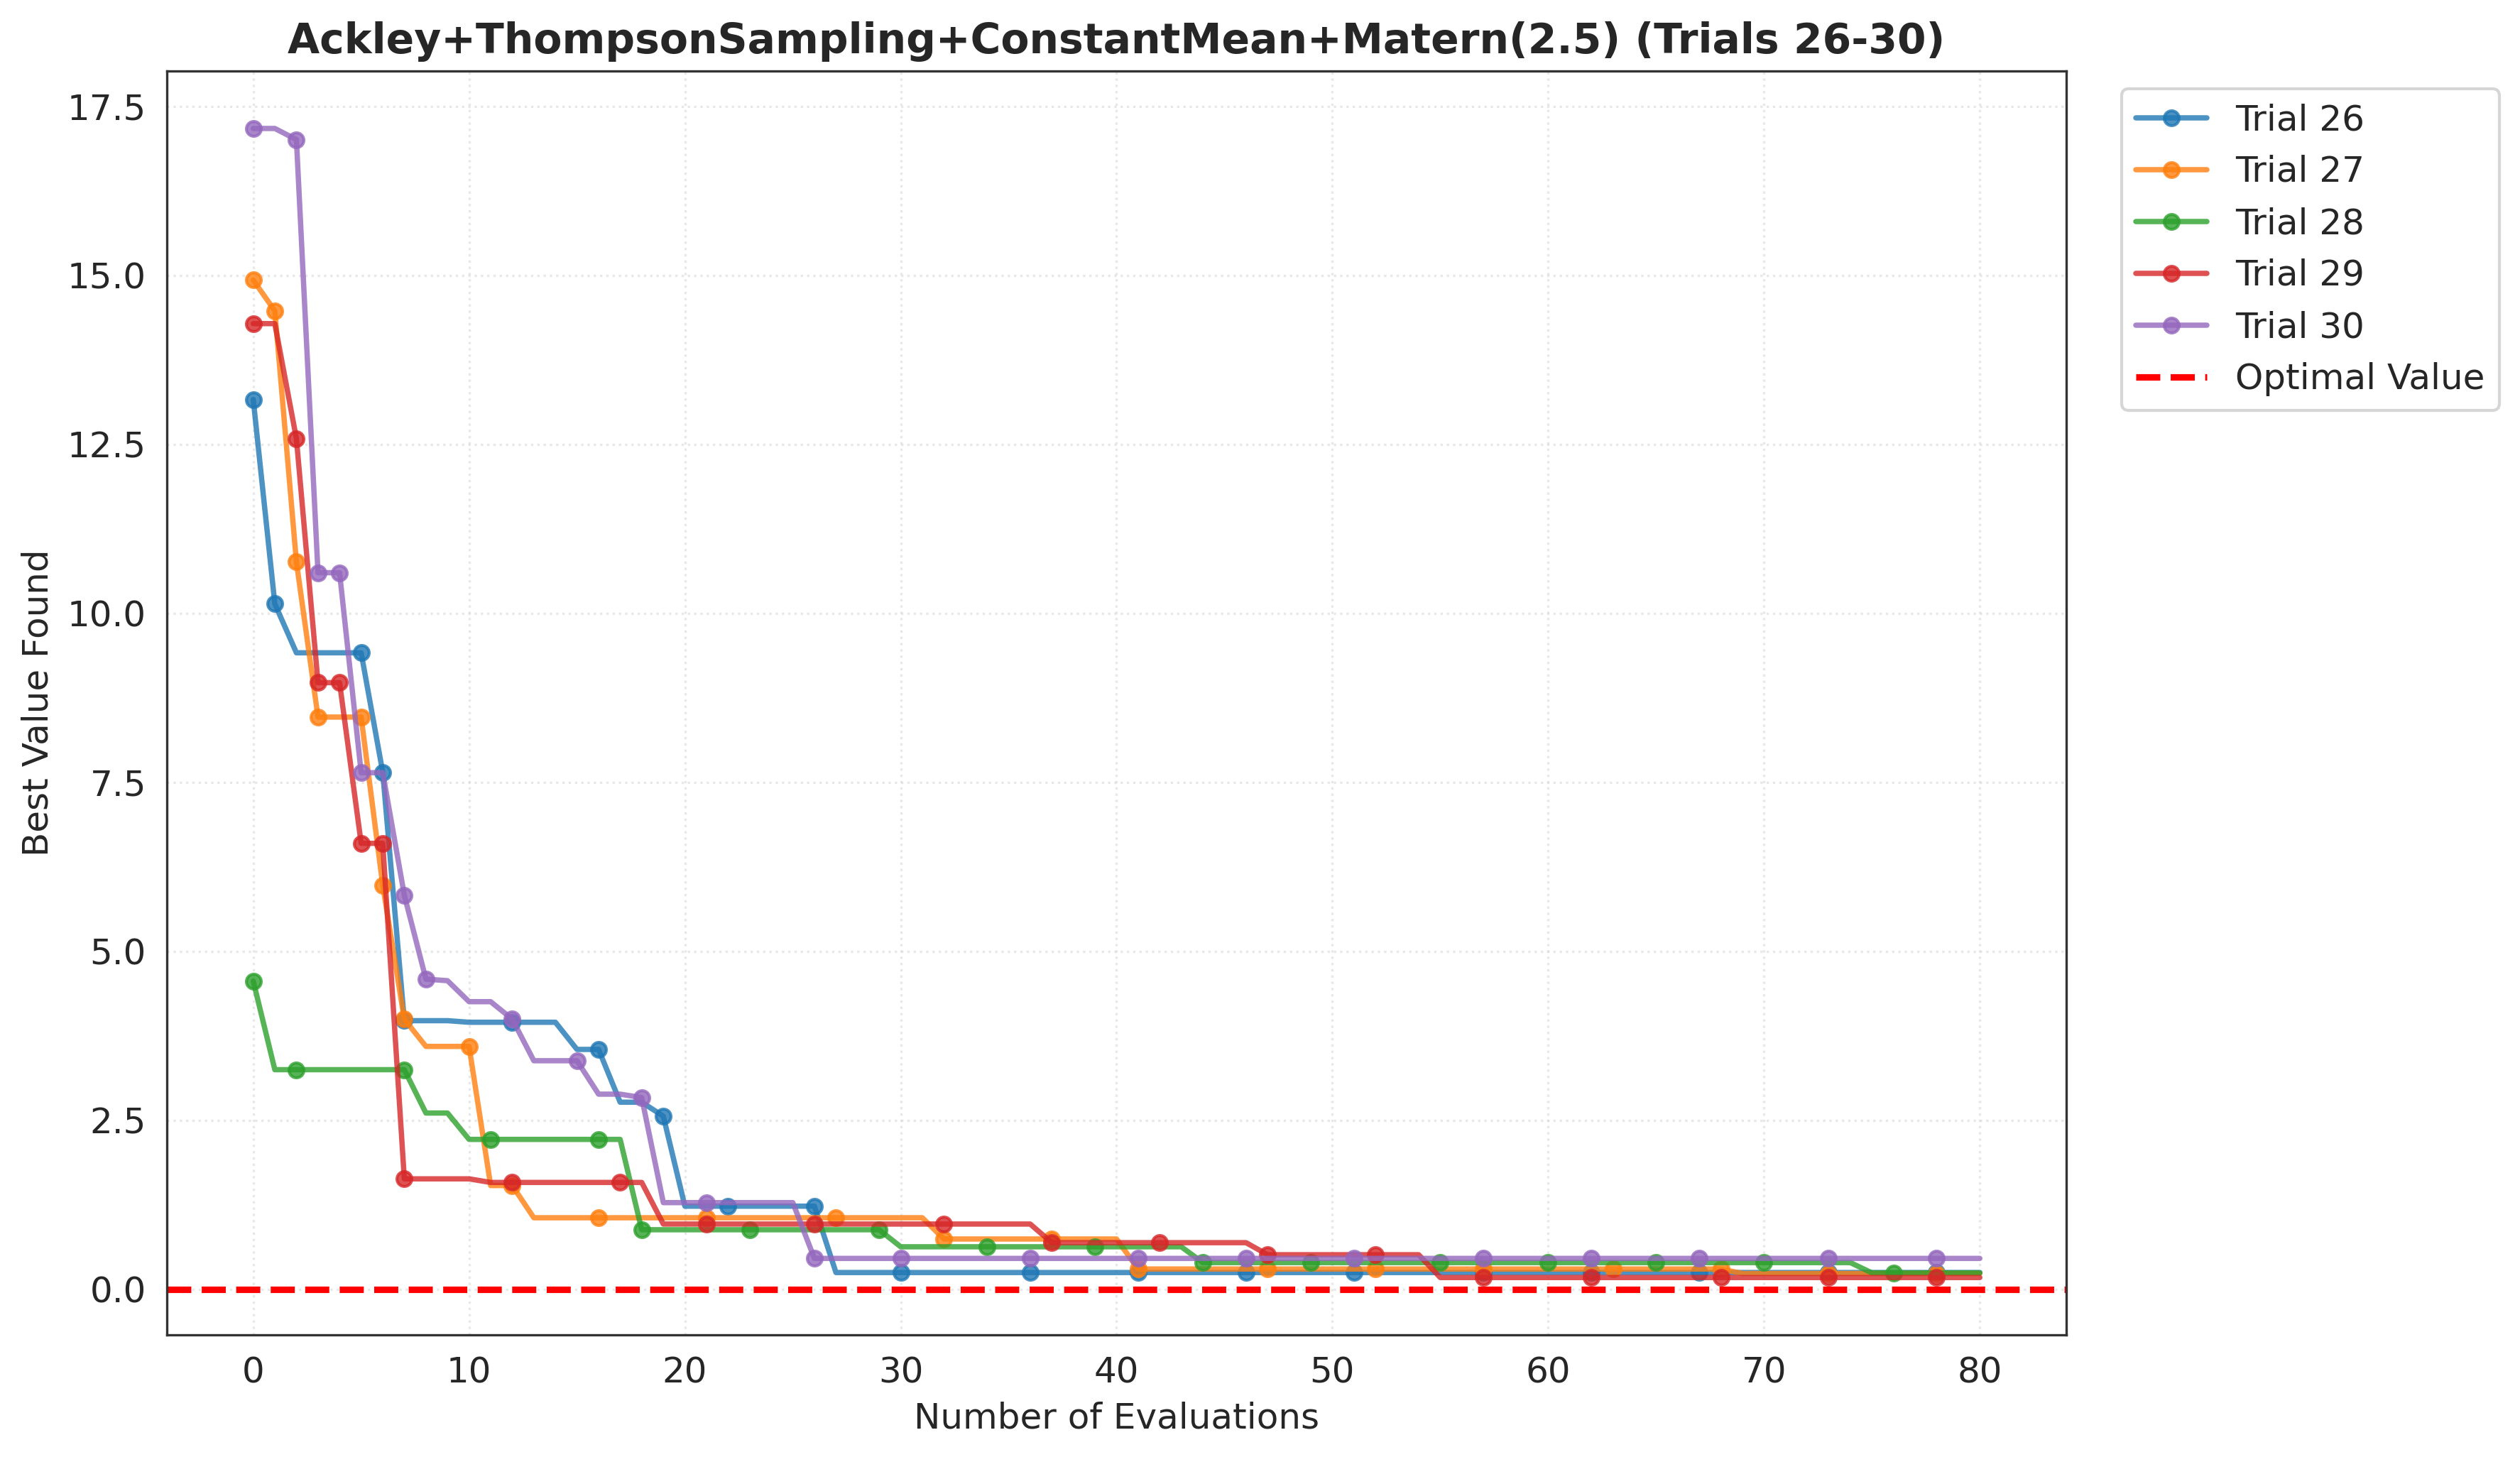 Ackley+ThompsonSampling+ConstantMean+Matern(2.5) (Trials 26-30)
Best Value Found
17.5
15.0
12.5
10.0
7.5
5.0
2.5
0.0
0 10 20 30 40 50 60 70 80
Number of Evaluations
Trial 26
Trial 27
Trial 28
Trial 29
Trial 30
Optimal Value